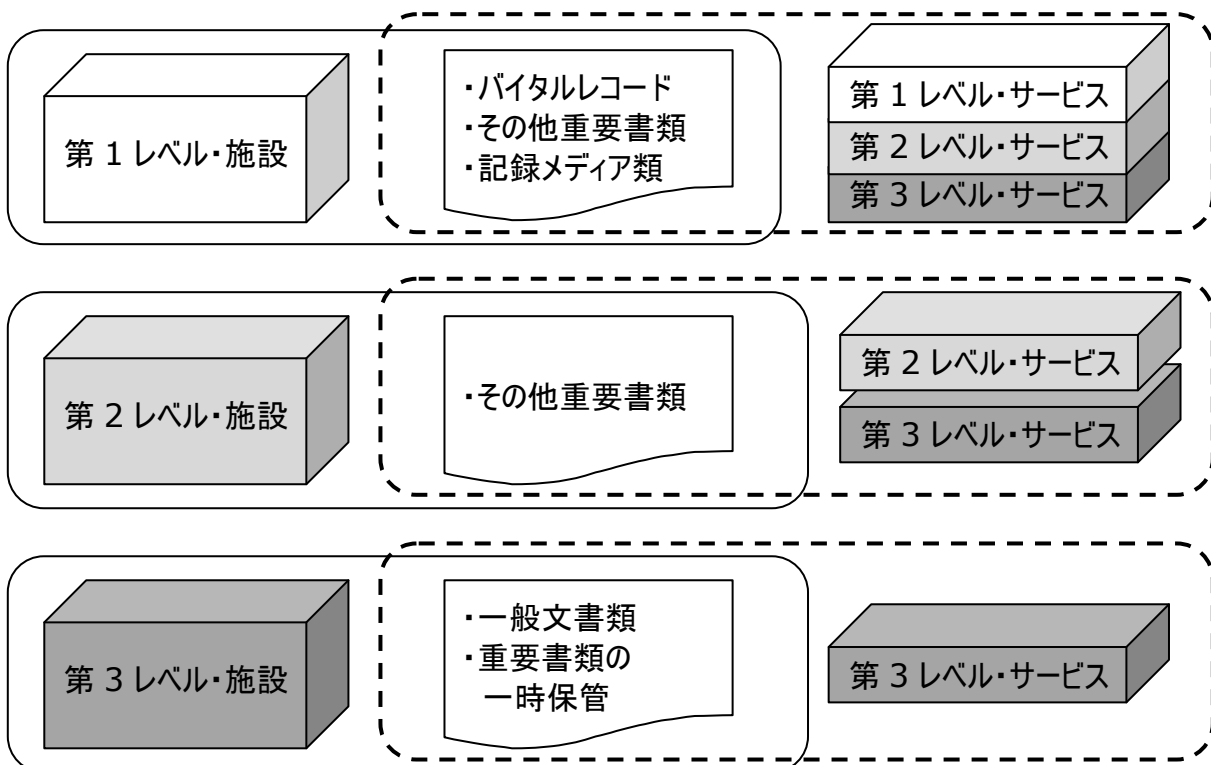 第 1 レベル・施設
・バイタルレコード
・その他重要書類
・記録メディア類
第 1 レベル・サービス
第 2 レベル・サービス
第 3 レベル・サービス
第 2 レベル・施設
・その他重要書類
第 2 レベル・サービス
第 3 レベル・サービス
第 3 レベル・施設
・一般文書類
・重要書類の
一時保管
第 3 レベル・サービス